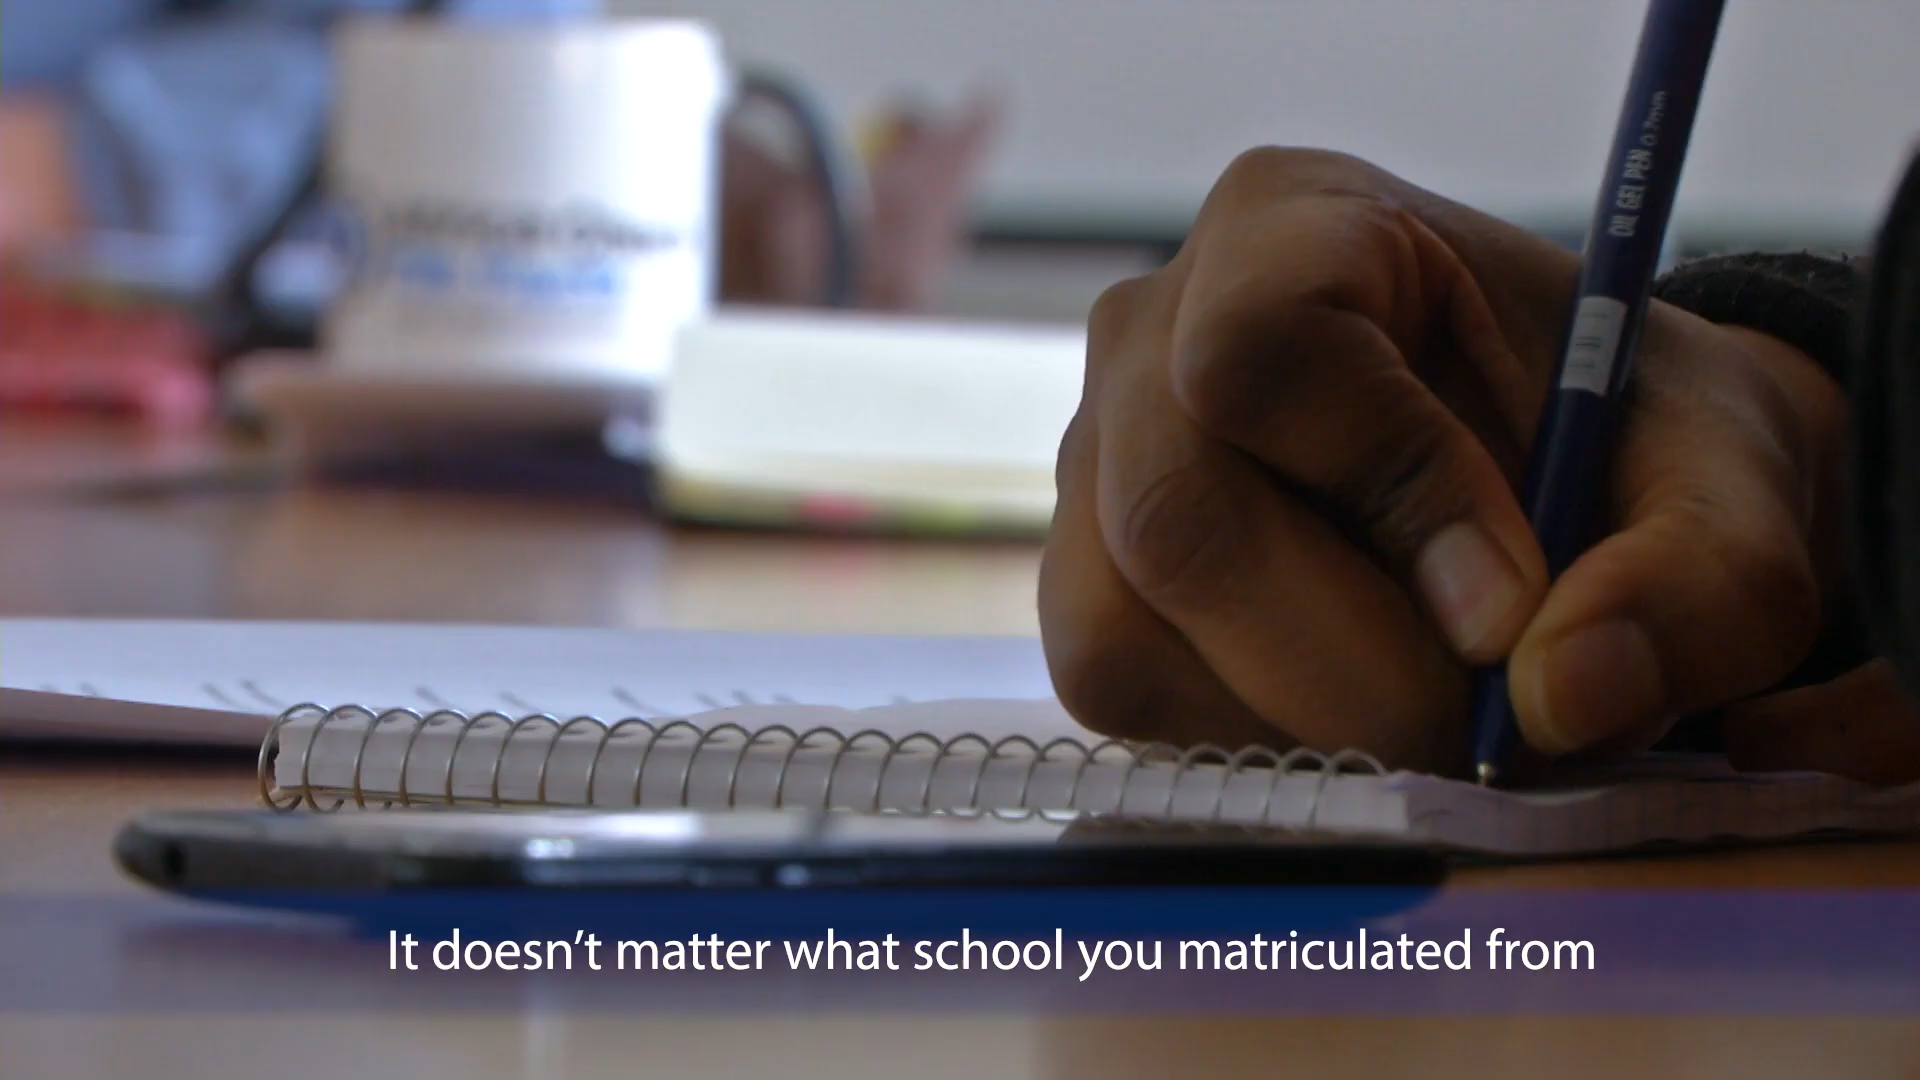 OIL GEL PEN 0.7mm
It doesn’t matter what school you matriculated from